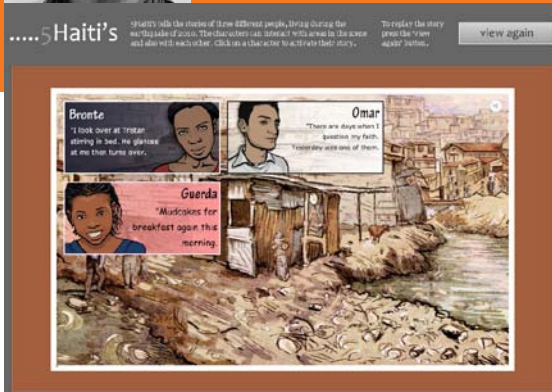 .....5Haiti's
5Haiti's tells the stories of three different people, living during the
earthquake of 2010. The characters can interact with areas in the scene
and also with each other. Click on a character to activate their story.
To replay the story
press the 'view
again' button.
view again
Bronte
"I look over at Tristan
stirring in bed. He glances
at me then turns over.
Omar
"There are days when I
question my faith.
Yesterday was one of them.
Guerda
"Mudcakes for
breakfast again this
morning.